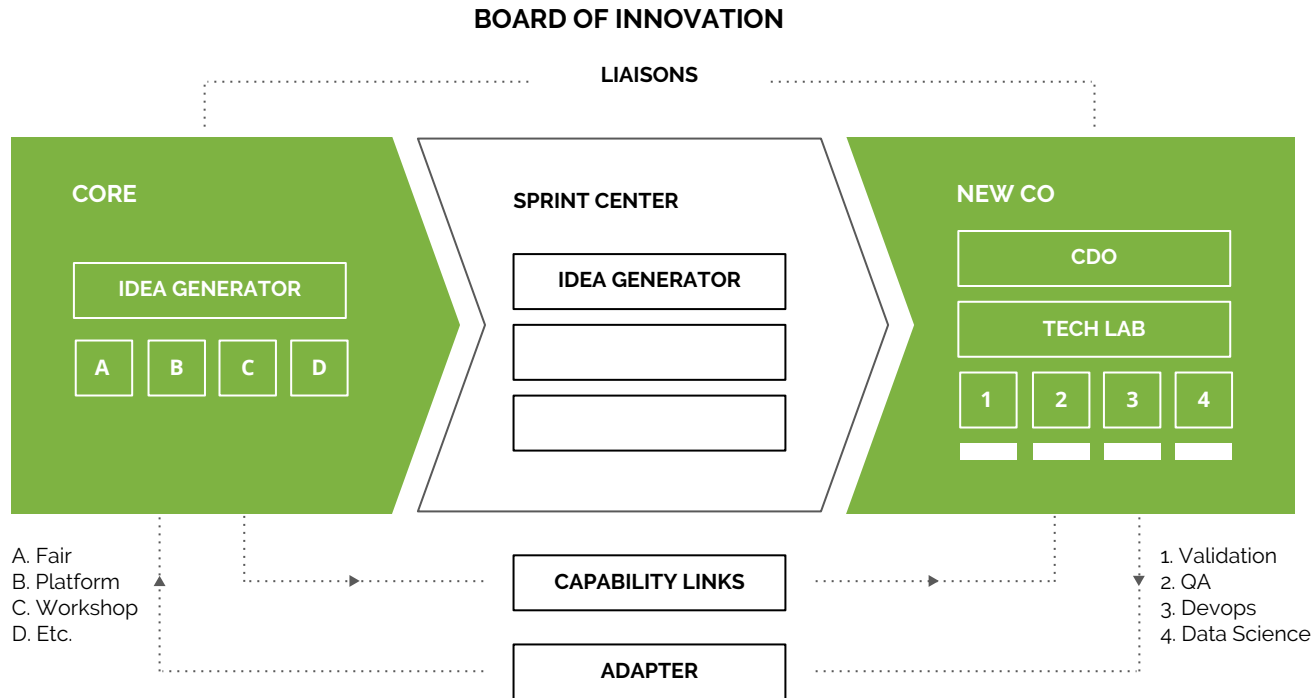 BOARD OF INNOVATION
LIAISONS
CORE
IDEA GENERATOR
A
B
C
D
SPRINT CENTER
IDEA GENERATOR
NEW CO
CDO
TECH LAB
1
2
3
4
A. Fair
B. Platform
C. Workshop
D. Etc.
CAPABILITY LINKS
ADAPTER
1. Validation
2. QA
3. Devops
4. Data Science